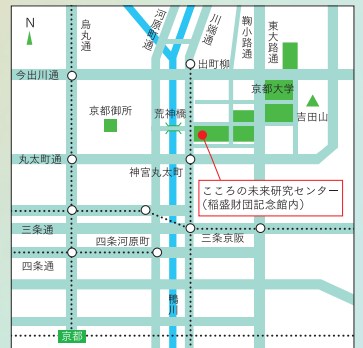 N
烏丸通
河原町通
川端通
鞠小路通
東大路通
今出川通
出町柳
京都大学
京都御所
荒神橋
吉田山
丸太町通
神宮丸太町
こころの未来研究センター
(稲盛財団記念館内)
三条通
三条京阪
四条河原町
四条通
鴨川
京都